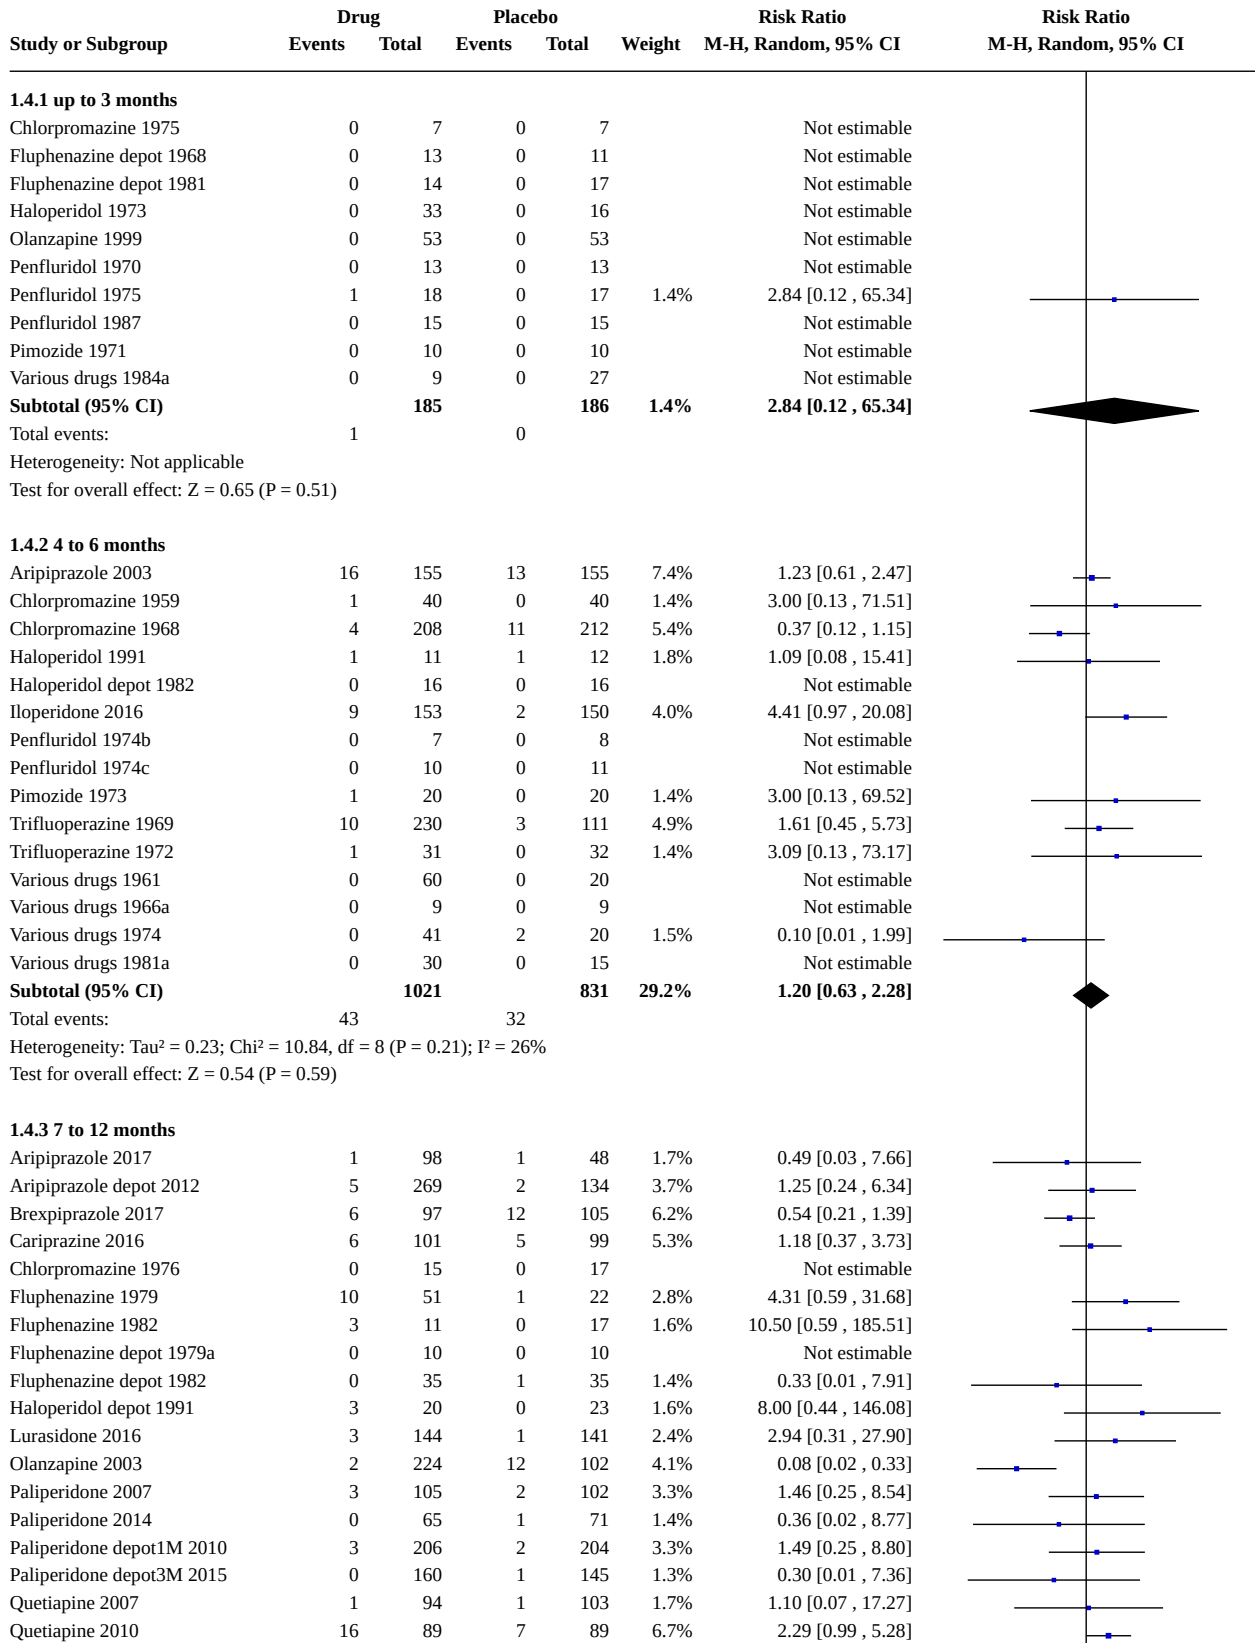 Drug Placebo Risk Ratio Risk Ratio
Study or Subgroup Events Total Events Total Weight M-H, Random, 95% CI M-H, Random, 95% CI
1.4.1 up to 3 months
Chlorpromazine 1975 0 7 0 7 Not estimable
Fluphenazine depot 1968 0 13 0 11 Not estimable
Fluphenazine depot 1981 0 14 0 17 Not estimable
Haloperidol 1973 0 33 0 16 Not estimable
Olanzapine 1999 0 53 0 53 Not estimable
Penfluridol 1970 0 13 0 13 Not estimable
Penfluridol 1975 1 18 0 17 1.4% 2.84 [0.12 , 65.34]
Penfluridol 1987 0 15 0 15 Not estimable
Pimozide 1971 0 10 0 10 Not estimable
Various drugs 1984a 0 9 0 27 Not estimable
Subtotal (95% CI) 185 186 1.4% 2.84 [0.12 , 65.34]
Total events: 1 0
Heterogeneity: Not applicable
Test for overall effect: Z = 0.65 (P = 0.51)
1.4.2 4 to 6 months
Aripiprazole 2003 16 155 13 155 7.4% 1.23 [0.61 , 2.47]
Chlorpromazine 1959 1 40 0 40 1.4% 3.00 [0.13 , 71.51]
Chlorpromazine 1968 4 208 11 212 5.4% 0.37 [0.12 , 1.15]
Haloperidol 1991 1 11 1 12 1.8% 1.09 [0.08 , 15.41]
Haloperidol depot 1982 0 16 0 16 Not estimable
Iloperidone 2016 9 153 2 150 4.0% 4.41 [0.97 , 20.08]
Penfluridol 1974b 0 7 0 8 Not estimable
Penfluridol 1974c 0 10 0 11 Not estimable
Pimozide 1973 1 20 0 20 1.4% 3.00 [0.13 , 69.52]
Trifluoperazine 1969 10 230 3 111 4.9% 1.61 [0.45 , 5.73]
Trifluoperazine 1972 1 31 0 32 1.4% 3.09 [0.13 , 73.17]
Various drugs 1961 0 60 0 20 Not estimable
Various drugs 1966a 0 9 0 9 Not estimable
Various drugs 1974 0 41 2 20 1.5% 0.10 [0.01 , 1.99]
Various drugs 1981a 0 30 0 15 Not estimable
Subtotal (95% CI) 1021 831 29.2% 1.20 [0.63 , 2.28]
Total events: 43 32
Heterogeneity: Tau² = 0.23; Chi² = 10.84, df = 8 (P = 0.21); I² = 26%
Test for overall effect: Z = 0.54 (P = 0.59)
1.4.3 7 to 12 months
Aripiprazole 2017 1 98 1 48 1.7% 0.49 [0.03 , 7.66]
Aripiprazole depot 2012 5 269 2 134 3.7% 1.25 [0.24 , 6.34]
Brexpiprazole 2017 6 97 12 105 6.2% 0.54 [0.21 , 1.39]
Cariprazine 2016 6 101 5 99 5.3% 1.18 [0.37 , 3.73]
Chlorpromazine 1976 0 15 0 17 Not estimable
Fluphenazine 1979 10 51 1 22 2.8% 4.31 [0.59 , 31.68]
Fluphenazine 1982 3 11 0 17 1.6% 10.50 [0.59 , 185.51]
Fluphenazine depot 1979a 0 10 0 10 Not estimable
Fluphenazine depot 1982 0 35 1 35 1.4% 0.33 [0.01 , 7.91]
Haloperidol depot 1991 3 20 0 23 1.6% 8.00 [0.44 , 146.08]
Lurasidone 2016 3 144 1 141 2.4% 2.94 [0.31 , 27.90]
Olanzapine 2003 2 224 12 102 4.1% 0.08 [0.02 , 0.33]
Paliperidone 2007 3 105 2 102 3.3% 1.46 [0.25 , 8.54]
Paliperidone 2014 0 65 1 71 1.4% 0.36 [0.02 , 8.77]
Paliperidone depot1M 2010 3 206 2 204 3.3% 1.49 [0.25 , 8.80]
Paliperidone depot3M 2015 0 160 1 145 1.3% 0.30 [0.01 , 7.36]
Quetiapine 2007 1 94 1 103 1.7% 1.10 [0.07 , 17.27]
Quetiapine 2010 16 89 7 89 6.7% 2.29 [0.99 , 5.28]